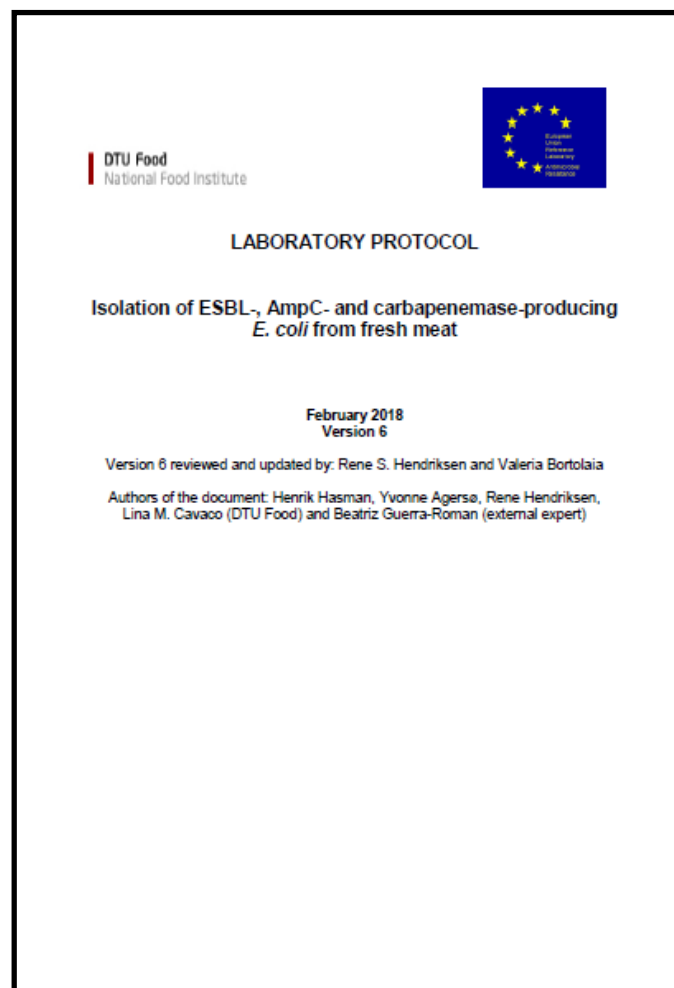 DTU Food
National Food Institute
European
Union
Reference
Laboratory
Antimicrobial
Resistance
LABORATORY PROTOCOL
Isolation of ESBL-, AmpC- and carbapenemase-producing
E. coli from fresh meat
February 2018
Version 6
Version 6 reviewed and updated by: Rene S. Hendriksen and Valeria Bortolaia
Authors of the document: Henrik Hasman, Yvonne Agersø, Rene Hendriksen,
Lina M. Cavaco (DTU Food) and Beatriz Guerra-Roman (external expert)